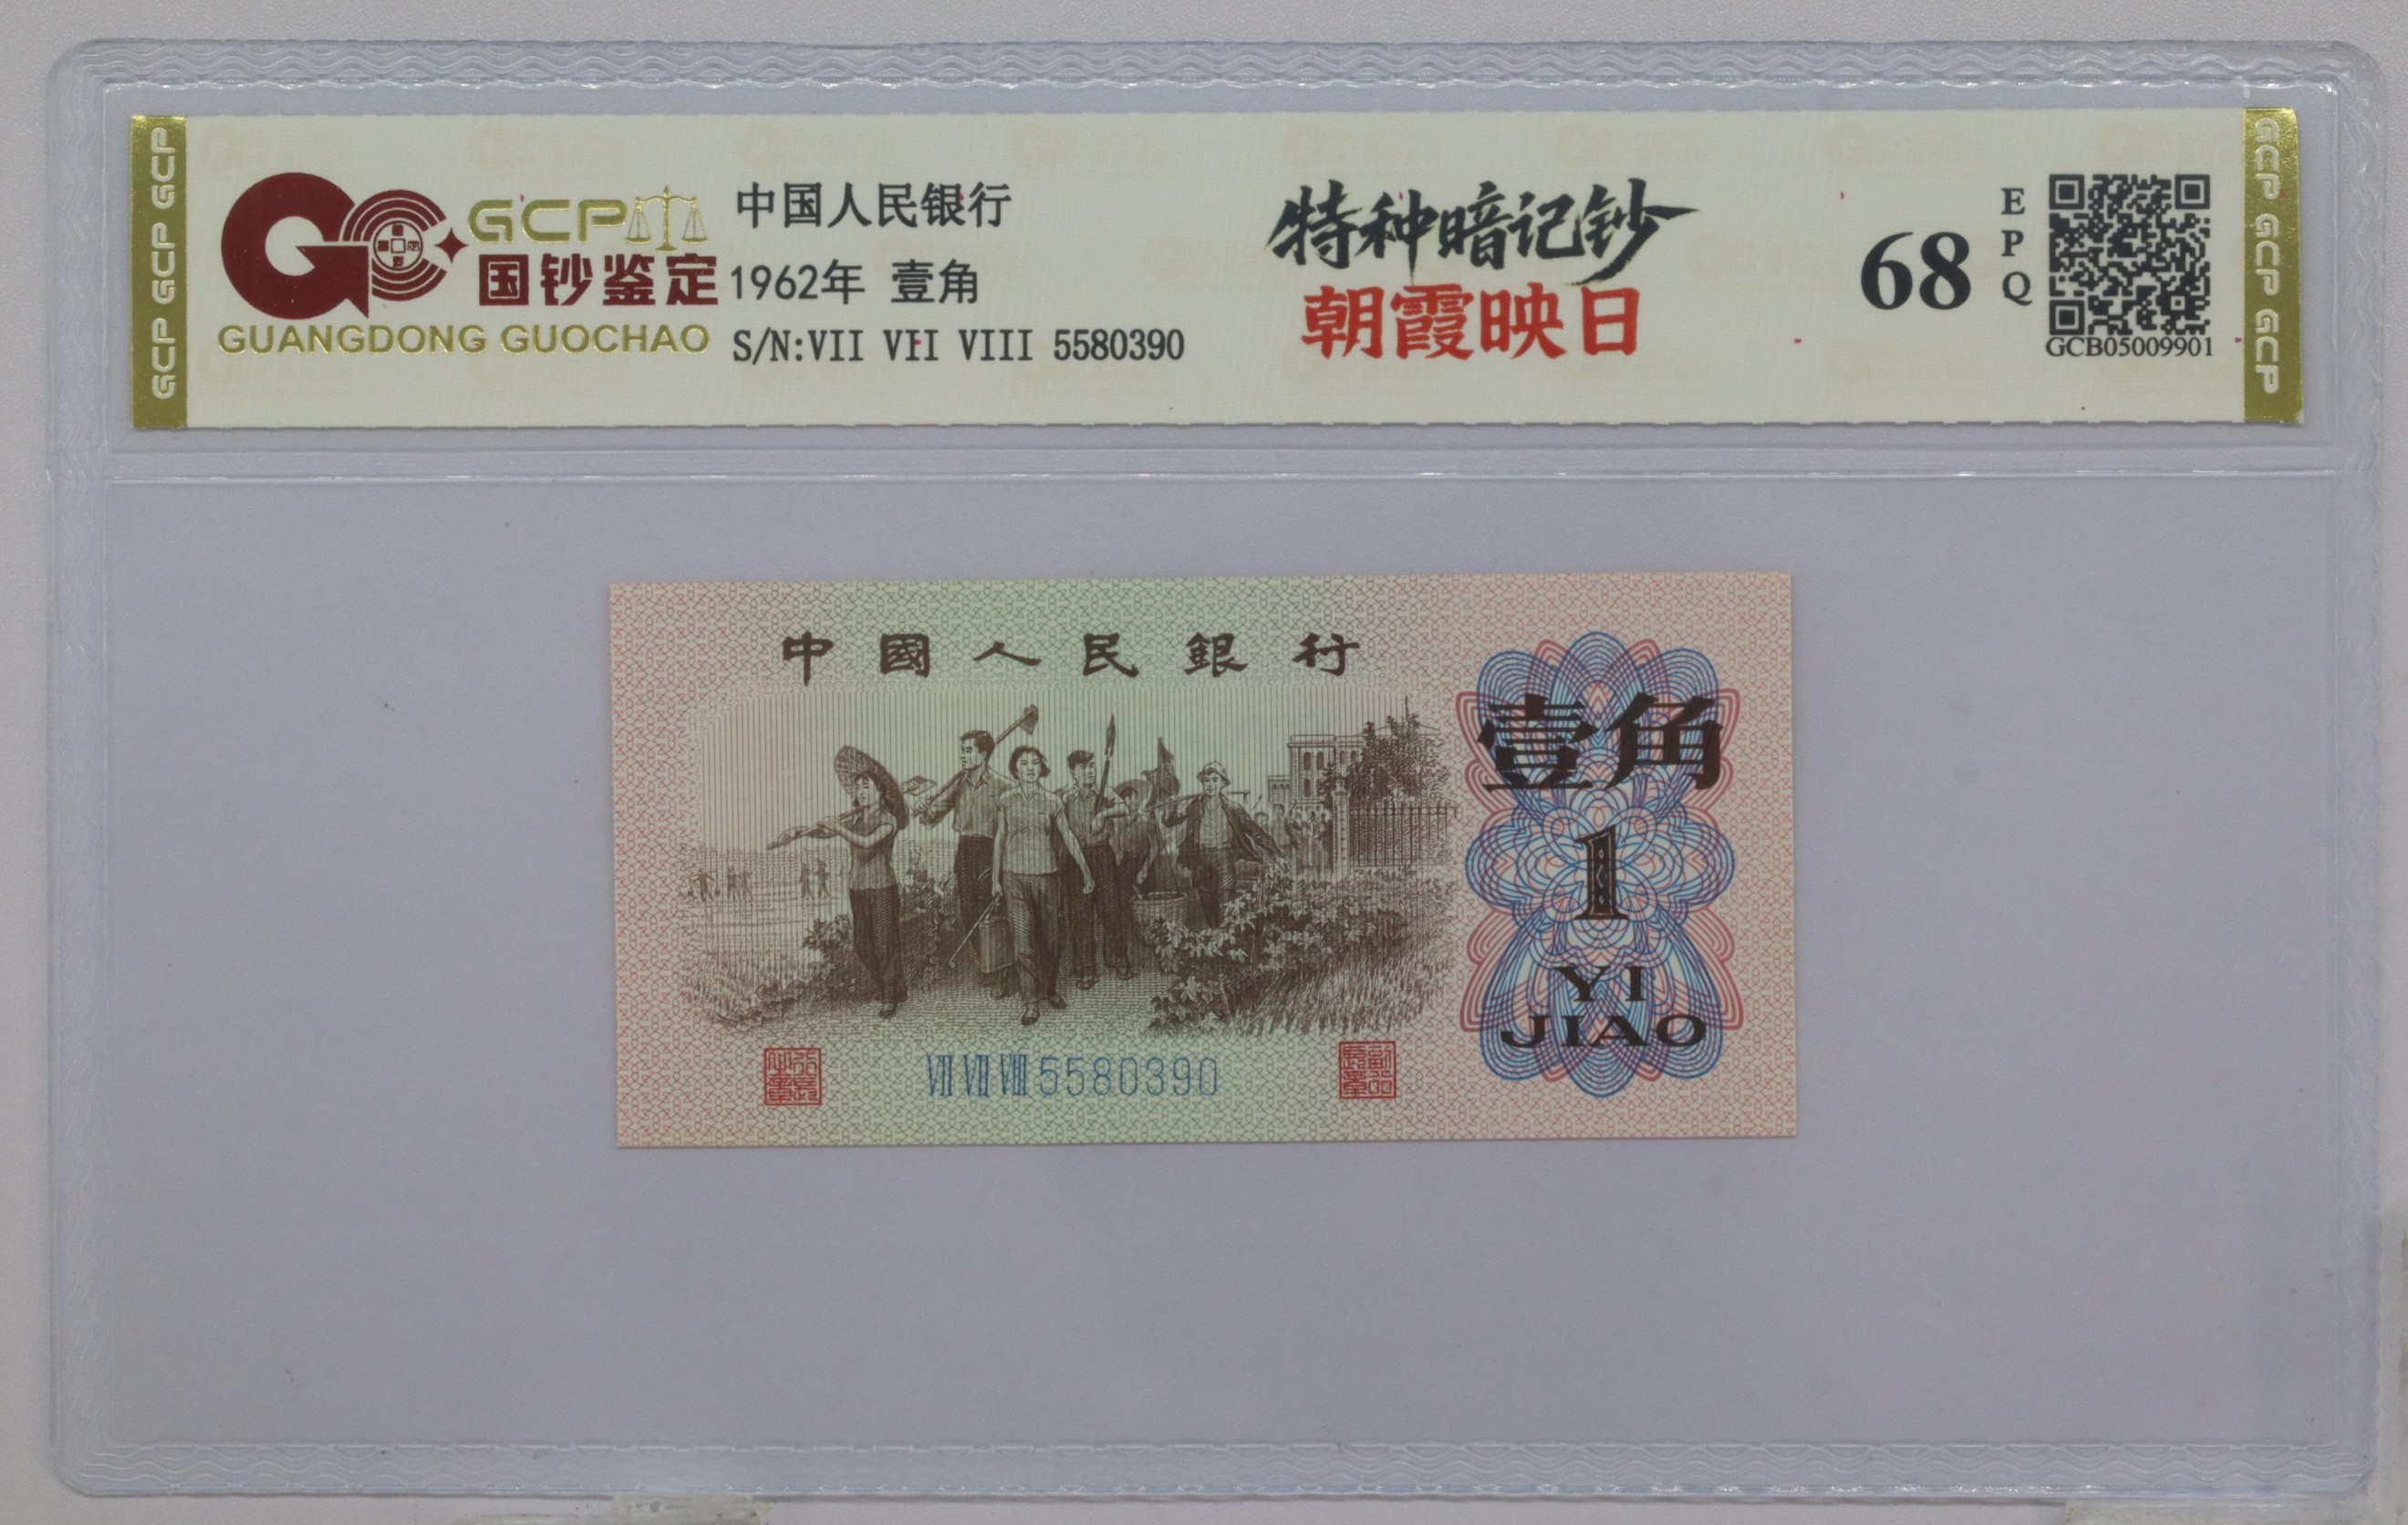 GCP GCP GCP
GCP
国钞鉴定
GUANGDONG GUOCHAO
中国人民银行
1962年 壹角
S/N:VII VII VIII 5580390
特种暗记钞
朝霞映日
68
EPQ
GCB05009901
GCP GCP GCP
中國人民銀行
壹角
1
YI
JIAO
VII VII VIII 5580390